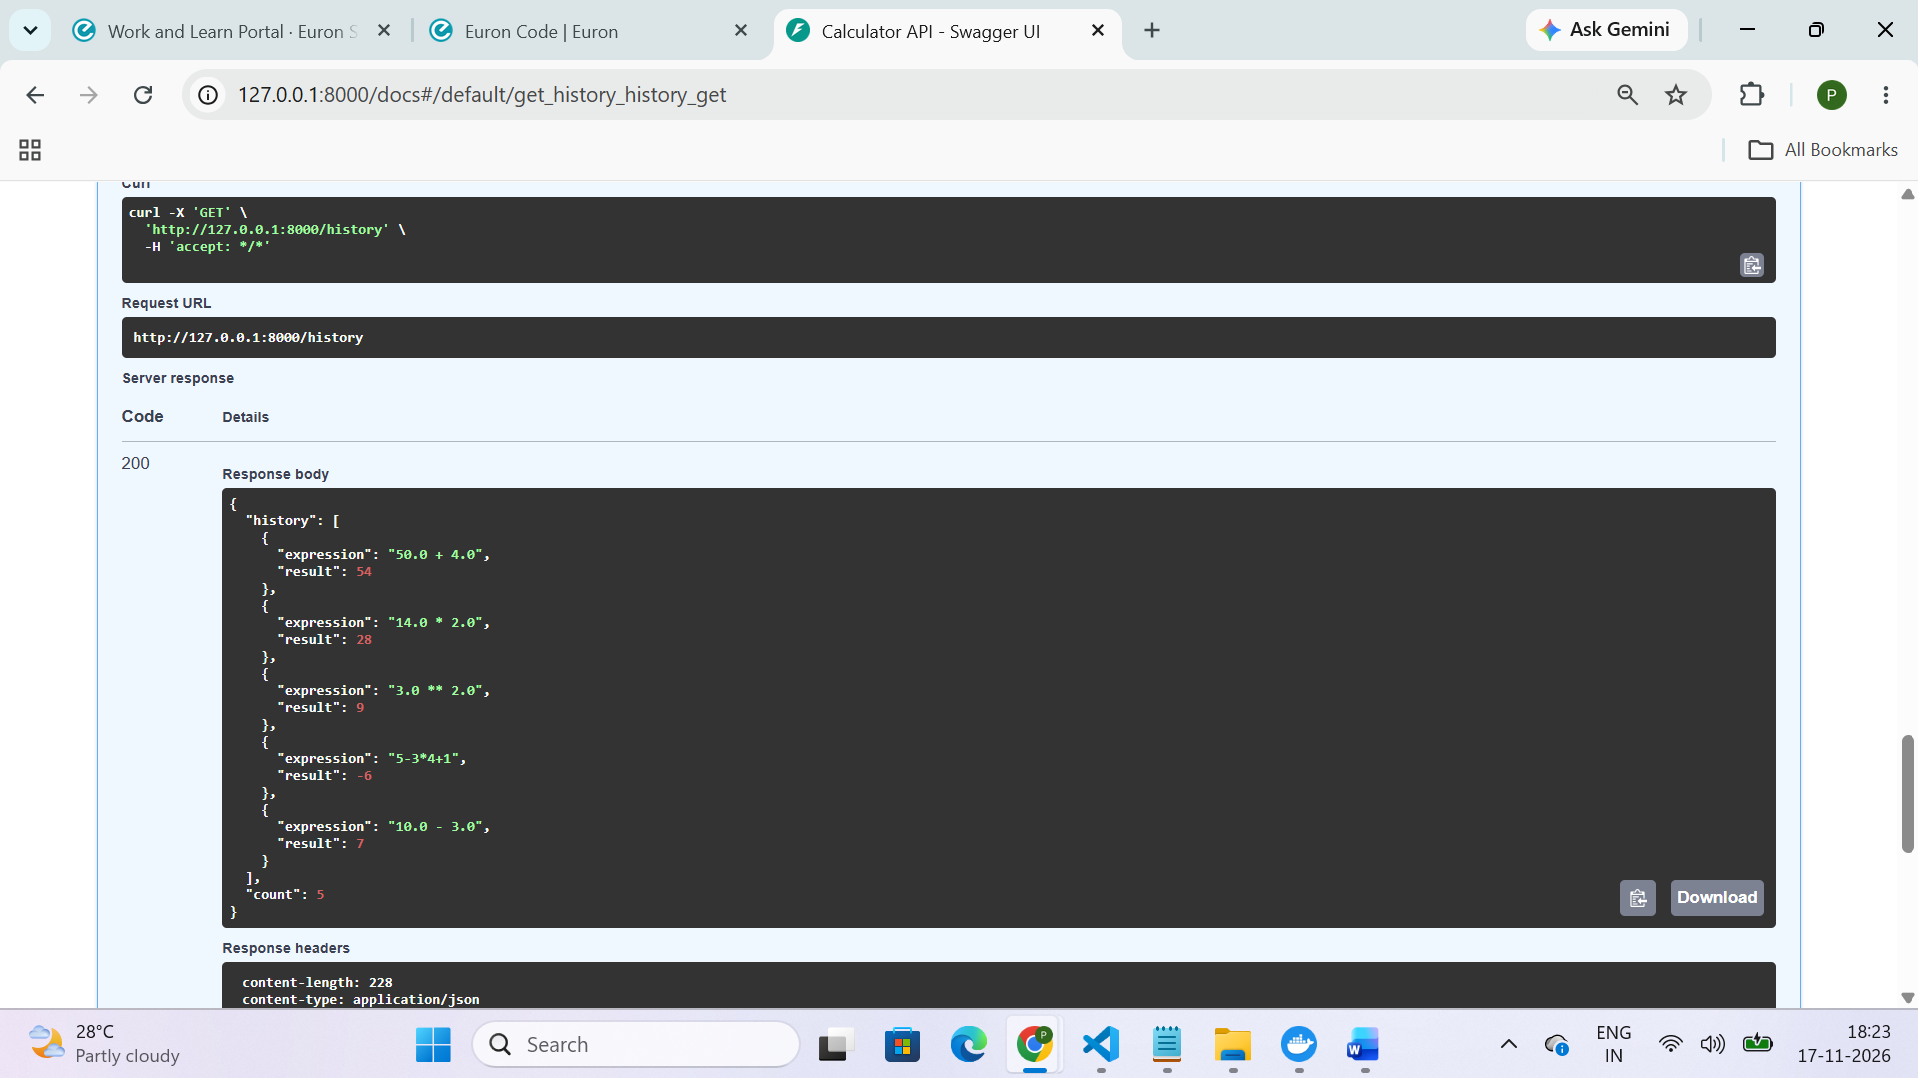 Work and Learn Portal · Euron S
Euron Code | Euron
Calculator API - Swagger UI
Ask Gemini
127.0.0.1:8000/docs#/default/get_history_history_get
P
All Bookmarks
Curl
curl -X 'GET' \
'http://127.0.0.1:8000/history' \
-H 'accept: */*'
Request URL
http://127.0.0.1:8000/history
Server response
Code Details
200
Response body
{
"history": [
{
"expression": "50.0 + 4.0",
"result": 54
},
{
"expression": "14.0 * 2.0",
"result": 28
},
{
"expression": "3.0 ** 2.0",
"result": 9
},
{
"expression": "5-3*4+1",
"result": -6
},
{
"expression": "10.0 - 3.0",
"result": 7
}
],
"count": 5
}
Download
Response headers
content-length: 228
content-type: application/json
28°C
Partly cloudy
Search
P
W
ENG
IN
18:23
17-11-2026